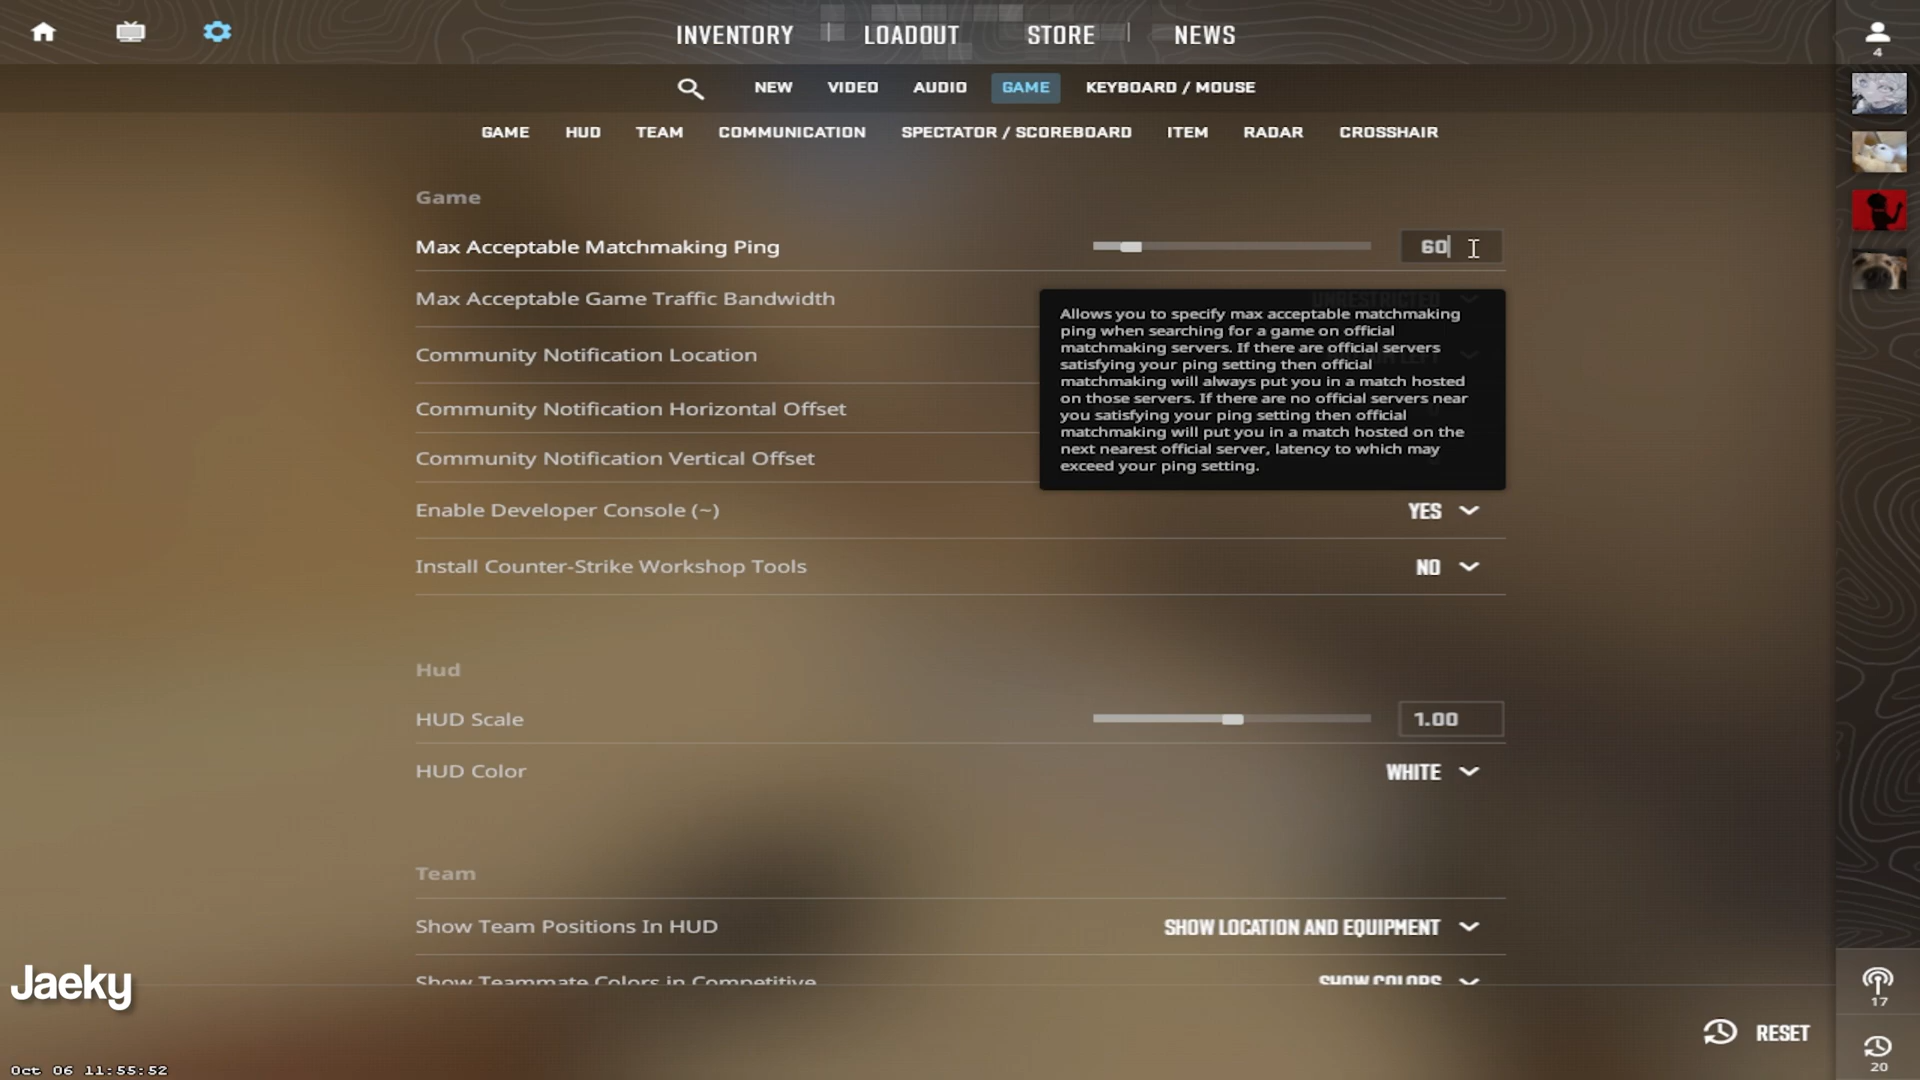 INVENTORY LOADOUT STORE NEWS
4
NEW VIDEO AUDIO GAME KEYBOARD / MOUSE
GAME HUD TEAM COMMUNICATION SPECTATOR / SCOREBOARD ITEM RADAR CROSSHAIR
Game
Max Acceptable Matchmaking Ping 60
Max Acceptable Game Traffic Bandwidth UNRESTRICTED
Allows you to specify max acceptable matchmaking
ping when searching for a game on official
matchmaking servers. If there are official servers
satisfying your ping setting then official
matchmaking will always put you in a match hosted
on those servers. If there are no official servers near
you satisfying your ping setting then official
matchmaking will put you in a match hosted on the
next nearest official server, latency to which may
exceed your ping setting.
Community Notification Location
Community Notification Horizontal Offset
Community Notification Vertical Offset
Enable Developer Console (~) YES
Install Counter-Strike Workshop Tools NO
Hud
HUD Scale 1.00
HUD Color WHITE
Team
Show Team Positions In HUD SHOW LOCATION AND EQUIPMENT
Show Teammate Colors in Competitive SHOW COLORS
Jaeky
17
RESET
20
Oct 06 11:55:52